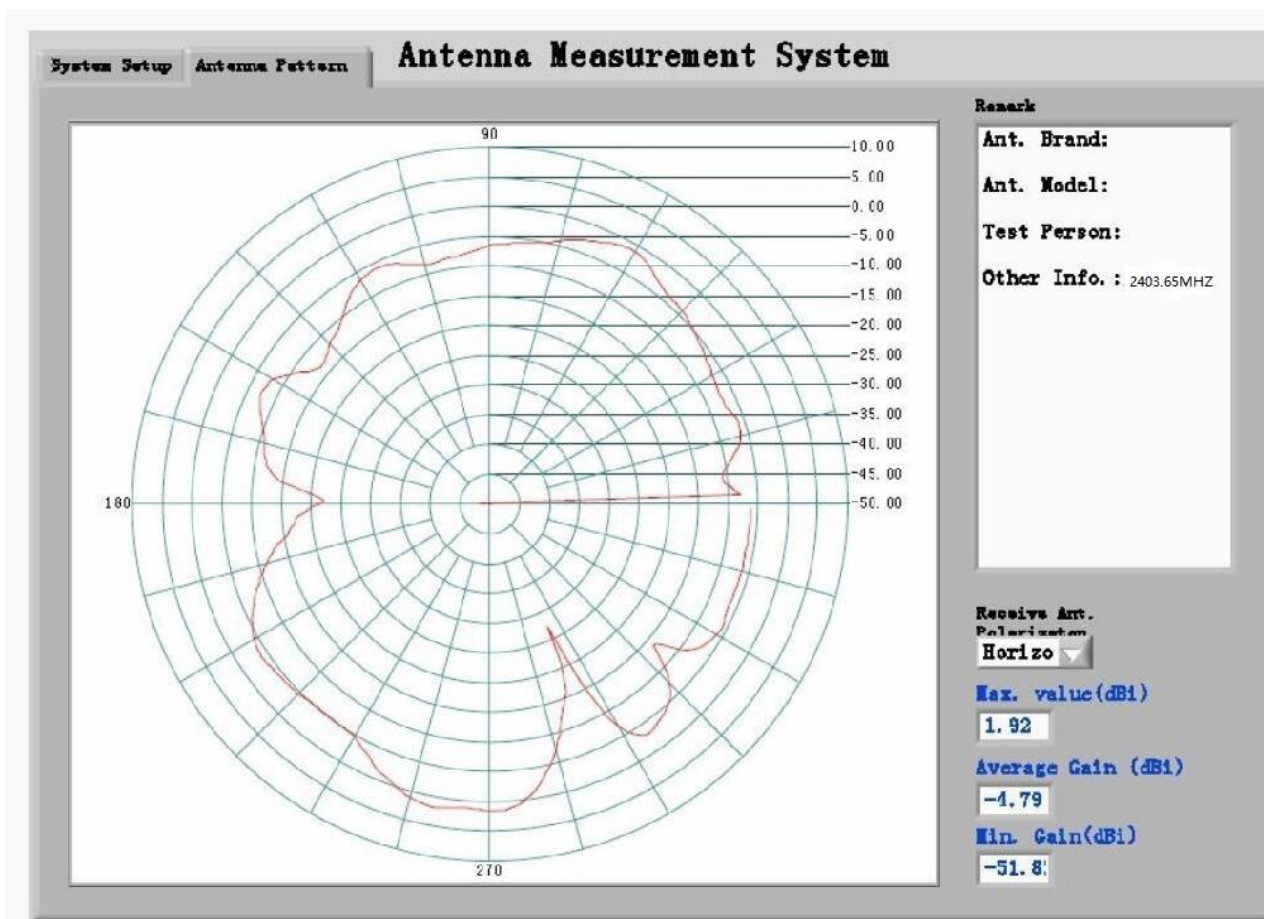 Antenna Measurement System
System Setup
Antenna Pattern
90
180
270
10.00
5.00
0.00
-5.00
-10.00
-15.00
-20.00
-25.00
-30.00
-35.00
-40.00
-45.00
-50.00
Remark
Ant. Brand:
Ant. Model:
Test Person:
Other Info.: 2403.65MHZ
Receive Ant.
Horizo
Max. value(dBi)
1.92
Average Gain (dBi)
-4.79
Min. Gain(dBi)